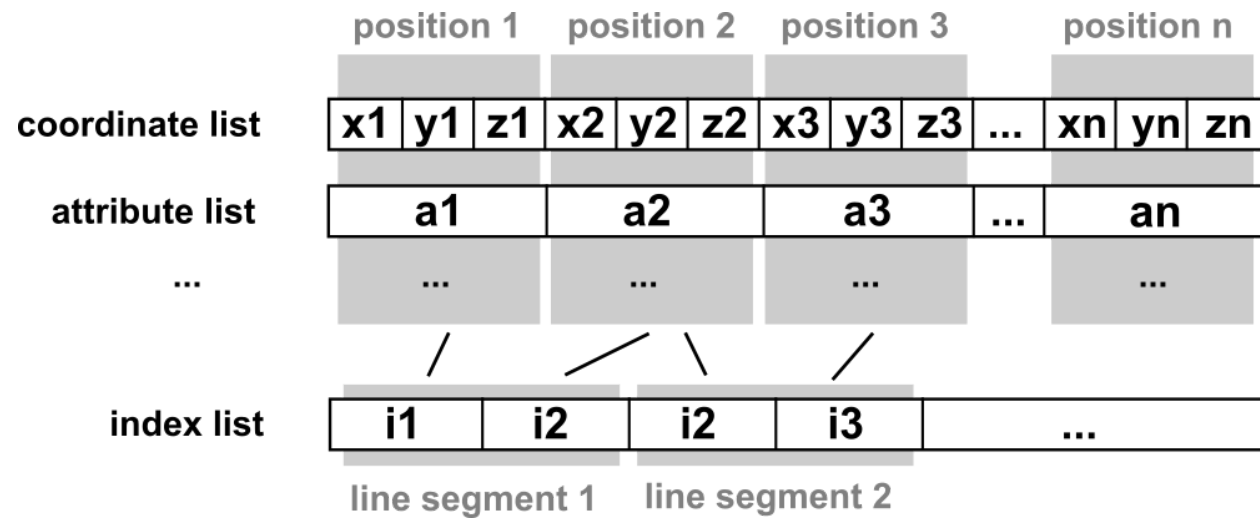 position 1 position 2 position 3 position n
coordinate list x1 y1 z1 x2 y2 z2 x3 y3 z3 ... xn yn zn
attribute list a1 a2 a3 ... an
... ... ... ... ...
index list i1 i2 i2 i3 ...
line segment 1 line segment 2